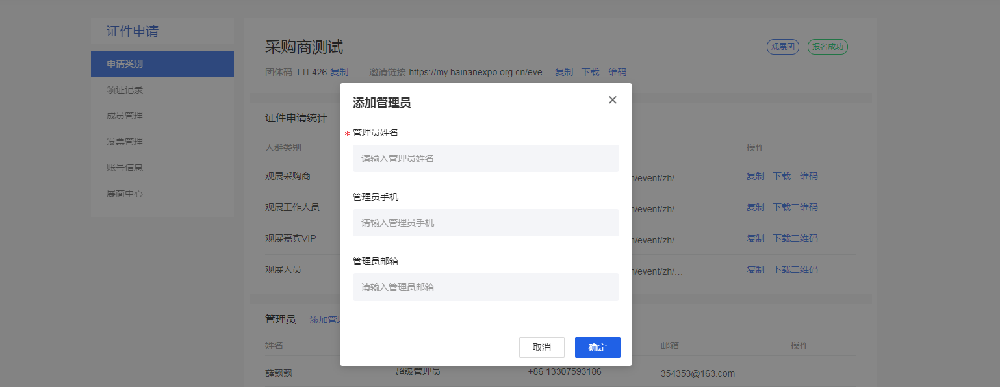 证件申请
申请类别
领证记录
成员管理
发票管理
账号信息
展商中心
采购商测试
观展团
报名成功
团体码 TTL426 复制 邀请链接 https://my.hainanexpo.org.cn/eve... 复制 下载二维码
证件申请统计
人群类别 操作
观展采购商 n/event/zh/... 复制 下载二维码
观展工作人员 n/event/zh/... 复制 下载二维码
观展嘉宾VIP n/event/zh/... 复制 下载二维码
观展人员 n/event/zh/... 复制 下载二维码
管理员 添加管理
姓名 邮箱 操作
薛飘飘 超级管理员 +86 13307593186 354353@163.com
添加管理员
* 管理员姓名
请输入管理员姓名
管理员手机
请输入管理员手机
管理员邮箱
请输入管理员邮箱
取消 确定